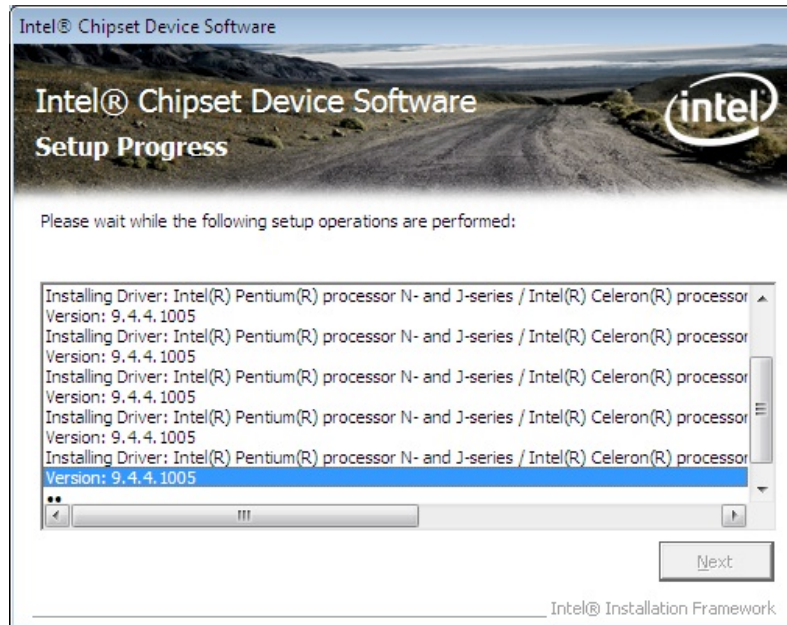 Intel® Chipset Device Software
Intel® Chipset Device Software
intel
Setup Progress
Please wait while the following setup operations are performed:
Installing Driver: Intel(R) Pentium(R) processor N- and J-series / Intel(R) Celeron(R) processor
Version: 9.4.4.1005
Installing Driver: Intel(R) Pentium(R) processor N- and J-series / Intel(R) Celeron(R) processor
Version: 9.4.4.1005
Installing Driver: Intel(R) Pentium(R) processor N- and J-series / Intel(R) Celeron(R) processor
Version: 9.4.4.1005
Installing Driver: Intel(R) Pentium(R) processor N- and J-series / Intel(R) Celeron(R) processor
Version: 9.4.4.1005
Installing Driver: Intel(R) Pentium(R) processor N- and J-series / Intel(R) Celeron(R) processor
Version: 9.4.4.1005
Next
Intel® Installation Framework